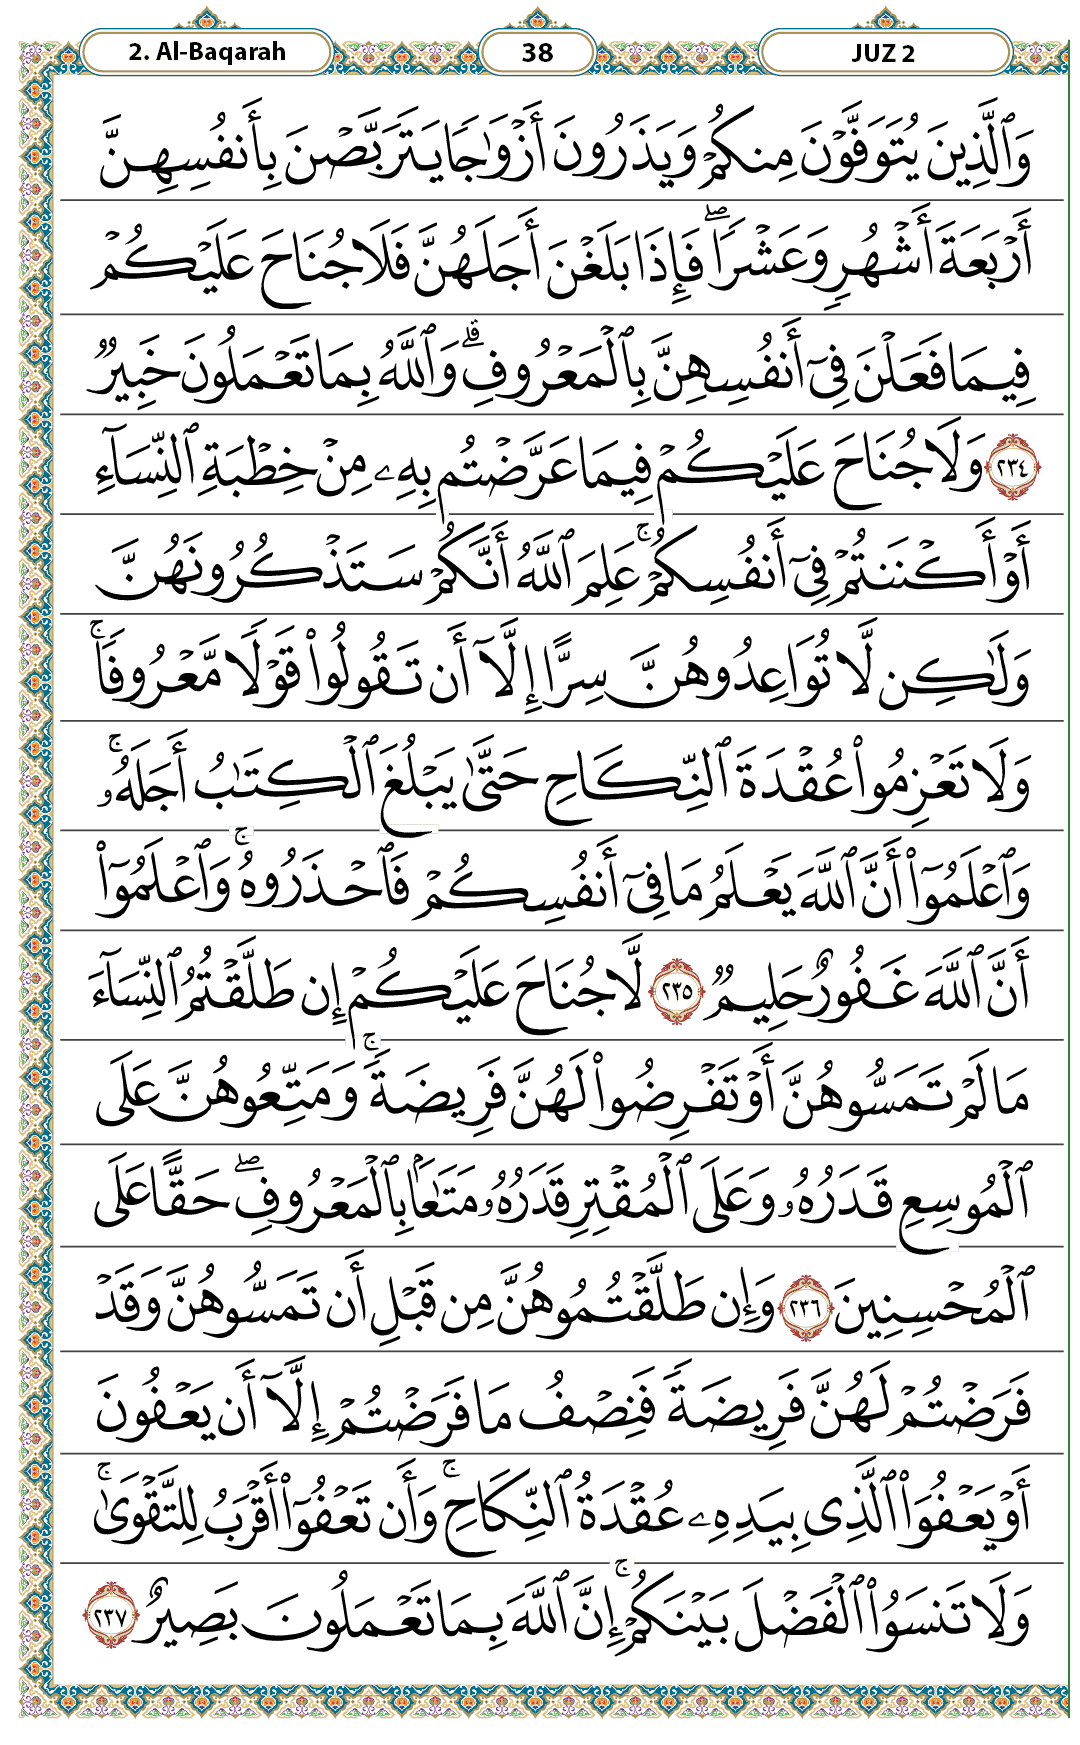 2. Al-Baqarah 38 JUZ 2
وَٱلَّذِينَ يُتَوَفَّوْنَ مِنكُمْ وَيَذَرُونَ أَزْوَٰجًا يَتَرَبَّصْنَ بِأَنفُسِهِنَّ
أَرْبَعَةَ أَشْهُرٍ وَعَشْرًا ۖ فَإِذَا بَلَغْنَ أَجَلَهُنَّ فَلَا جُنَاحَ عَلَيْكُمْ
فِيمَا فَعَلْنَ فِىٓ أَنفُسِهِنَّ بِٱلْمَعْرُوفِ ۗ وَٱللَّهُ بِمَا تَعْمَلُونَ خَبِيرٌ
٢٣٤ وَلَا جُنَاحَ عَلَيْكُمْ فِيمَا عَرَّضْتُم بِهِۦ مِنْ خِطْبَةِ ٱلنِّسَآءِ
أَوْ أَكْنَنتُمْ فِىٓ أَنفُسِكُمْ ۚ عَلِمَ ٱللَّهُ أَنَّكُمْ سَتَذْكُرُونَهُنَّ
وَلَٰكِن لَّا تُوَاعِدُوهُنَّ سِرًّا إِلَّآ أَن تَقُولُوا۟ قَوْلًا مَّعْرُوفًا ۚ
وَلَا تَعْزِمُوا۟ عُقْدَةَ ٱلنِّكَاحِ حَتَّىٰ يَبْلُغَ ٱلْكِتَٰبُ أَجَلَهُۥ ۚ
وَٱعْلَمُوٓا۟ أَنَّ ٱللَّهَ يَعْلَمُ مَا فِىٓ أَنفُسِكُمْ فَٱحْذَرُوهُ ۚ وَٱعْلَمُوٓا۟
أَنَّ ٱللَّهَ غَفُورٌ حَلِيمٌ ٢٣٥ لَّا جُنَاحَ عَلَيْكُمْ إِن طَلَّقْتُمُ ٱلنِّسَآءَ
مَا لَمْ تَمَسُّوهُنَّ أَوْ تَفْرِضُوا۟ لَهُنَّ فَرِيضَةً ۚ وَمَتِّعُوهُنَّ عَلَى
ٱلْمُوسِعِ قَدَرُهُۥ وَعَلَى ٱلْمُقْتِرِ قَدَرُهُۥ مَتَٰعًۢا بِٱلْمَعْرُوفِ ۖ حَقًّا عَلَى
ٱلْمُحْسِنِينَ ٢٣٦ وَإِن طَلَّقْتُمُوهُنَّ مِن قَبْلِ أَن تَمَسُّوهُنَّ وَقَدْ
فَرَضْتُمْ لَهُنَّ فَرِيضَةً فَنِصْفُ مَا فَرَضْتُمْ إِلَّآ أَن يَعْفُونَ
أَوْ يَعْفُوَا۟ ٱلَّذِى بِيَدِهِۦ عُقْدَةُ ٱلنِّكَاحِ ۚ وَأَن تَعْفُوٓا۟ أَقْرَبُ لِلتَّقْوَىٰ ۚ
وَلَا تَنسَوُا۟ ٱلْفَضْلَ بَيْنَكُمْ ۚ إِنَّ ٱللَّهَ بِمَا تَعْمَلُونَ بَصِيرٌ ٢٣٧